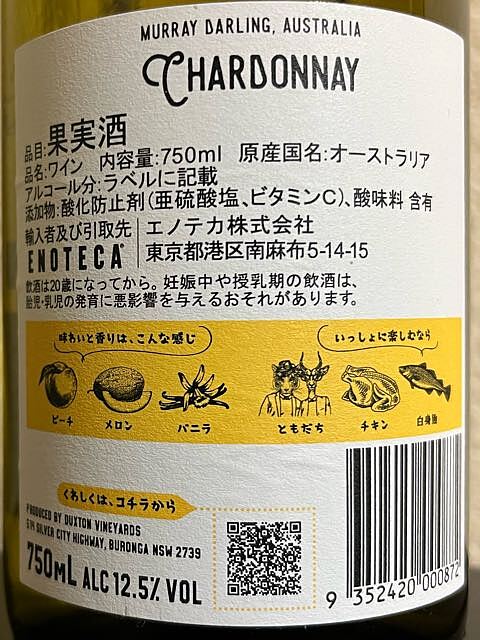 MURRAY DARLING, AUSTRALIA
CHARDONNAY
品目:果実酒
品名:ワイン 内容量:750ml 原産国名:オーストラリア
アルコール分:ラベルに記載
添加物:酸化防止剤(亜硫酸塩、ビタミンC)、酸味料 含有
輸入者及び引取先 エノテカ株式会社
ENOTECA 東京都港区南麻布5-14-15
飲酒は20歳になってから。妊娠中や授乳期の飲酒は、
胎児・乳児の発育に悪影響を与えるおそれがあります。
味わいと香りは、こんな感じ いっしょに楽しむなら
ピーチ メロン バニラ ともだち チキン 白身魚
くわしくは、コチラから
PRODUCED BY DUXTON VINEYARDS
574 SILVER CITY HIGHWAY, BURONGA NSW 2739
750mL ALC 12.5% VOL
9 352420 000872